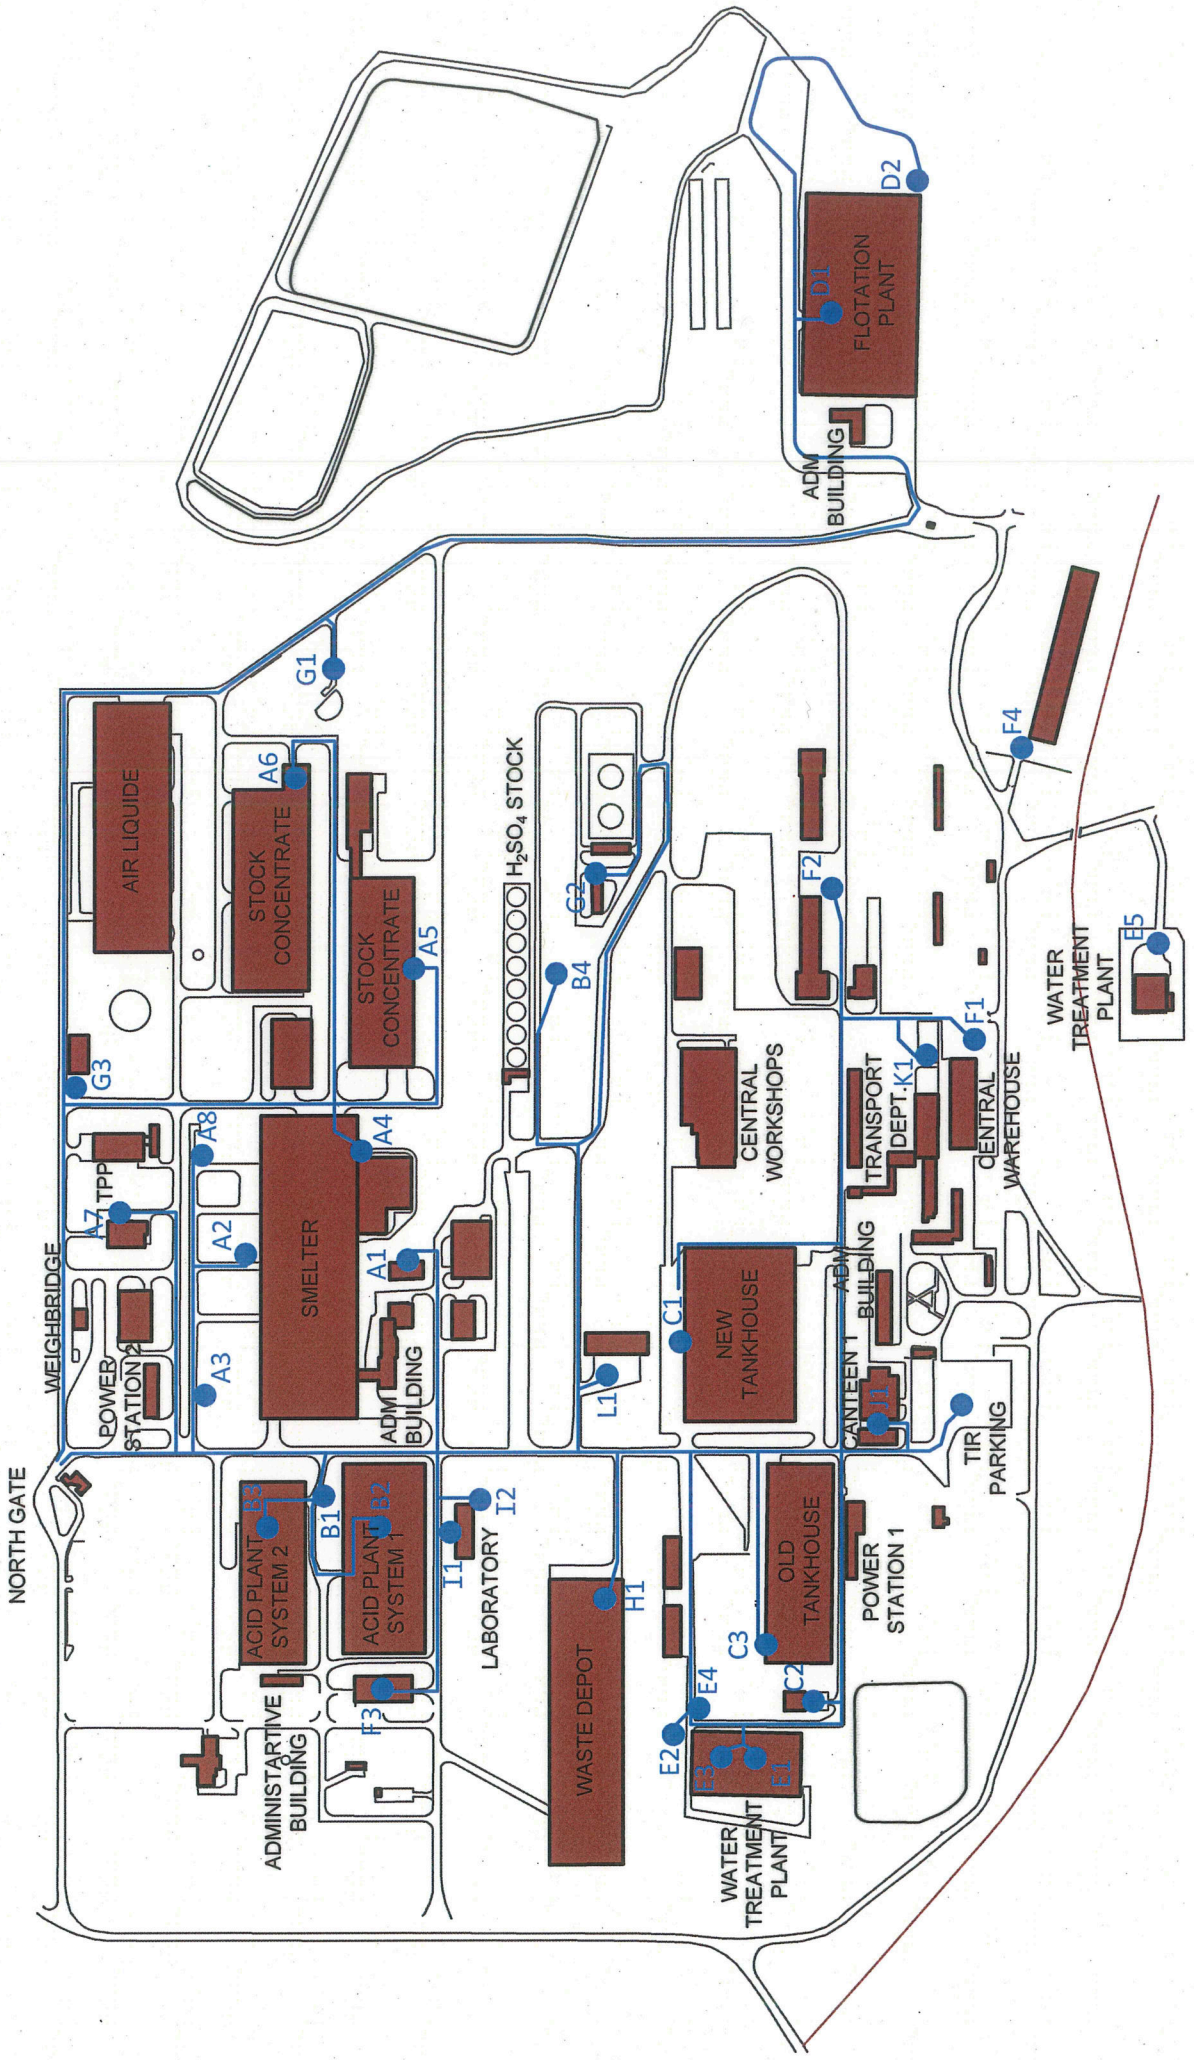 NORTH GATE
WEIGHBRIDGE
POWER
STATION 2
A7
TPP
G3
AIR LIQUIDE
A3
A2
A8
SMELTER
STOCK
CONCENTRATE
A6
G1
STOCK
CONCENTRATE
A5
A4
A1
ADM
BUILDING
ACID PLANT
SYSTEM 2
B3
B1
ACID PLANT
SYSTEM 1
B2
ADMINISTARTIVE
BUILDING
F3
I1
I2
LABORATORY
H₂SO₄ STOCK
B4
G2
WASTE DEPOT
H1
L1
E2
E4
E3
E1
WATER
TREATMENT
PLANT
C3
C2
OLD
TANKHOUSE
C1
NEW
TANKHOUSE
CENTRAL
WORKSHOPS
F2
POWER
STATION 1
CANTEEN 1
J1
ADM
BUILDING
TRANSPORT
DEPT.
K1
F1
CENTRAL
WAREHOUSE
TIR
PARKING
WATER
TREATMENT
PLANT
E5
F4
ADM
BUILDING
FLOTATION
PLANT
D1
D2